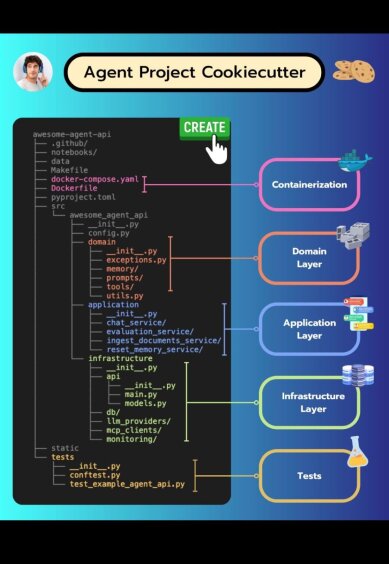 Agent Project Cookiecutter
CREATE
awesome-agent-api
.github/
notebooks/
data
Makefile
docker-compose.yaml
Dockerfile
pyproject.toml
src
awesome_agent_api
__init__.py
config.py
domain
__init__.py
exceptions.py
memory/
prompts/
tools/
utils.py
application
__init__.py
chat_service/
evaluation_service/
ingest_documents_service/
reset_memory_service/
infrastructure
__init__.py
api
__init__.py
main.py
models.py
db/
llm_providers/
mcp_clients/
monitoring/
static
tests
__init__.py
conftest.py
test_example_agent_api.py
Containerization
Domain
Layer
Application
Layer
Infrastructure
Layer
Tests